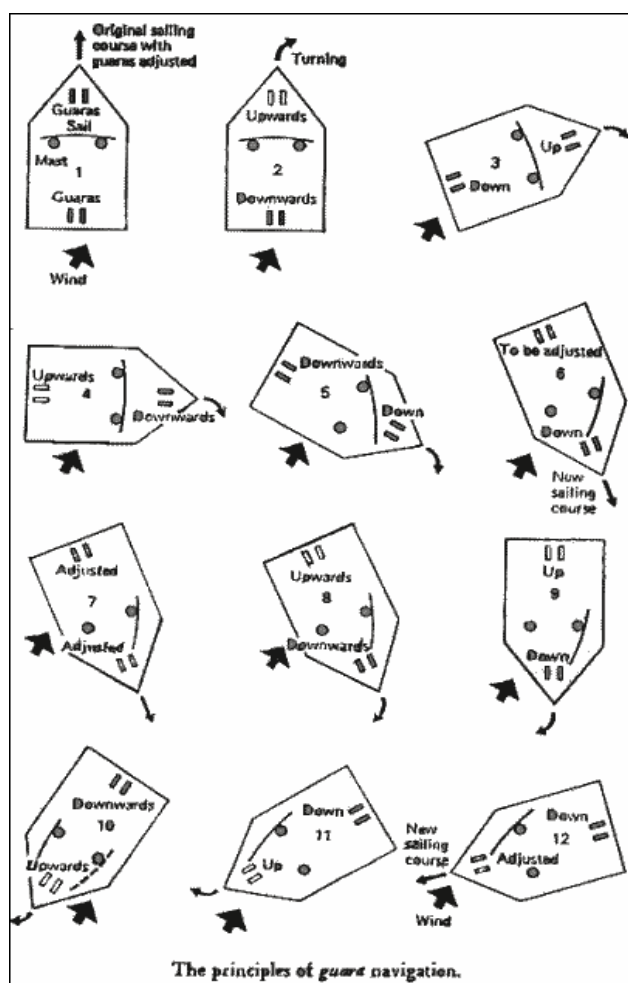 Original sailing
course with
guaras adjusted
Guaras
Sail
Mast
1
Guaras
Wind
Turning
Upwards
2
Downwards
3
Up
Down
Upwards
4
Downwards
Downwards
5
Down
To be adjusted
6
Down
New
sailing
course
Adjusted
7
Adjusted
Upwards
8
Downwards
Up
9
Down
Downwards
10
Upwards
Down
11
Up
New
sailing
course
Down
12
Adjusted
Wind
The principles of guara navigation.